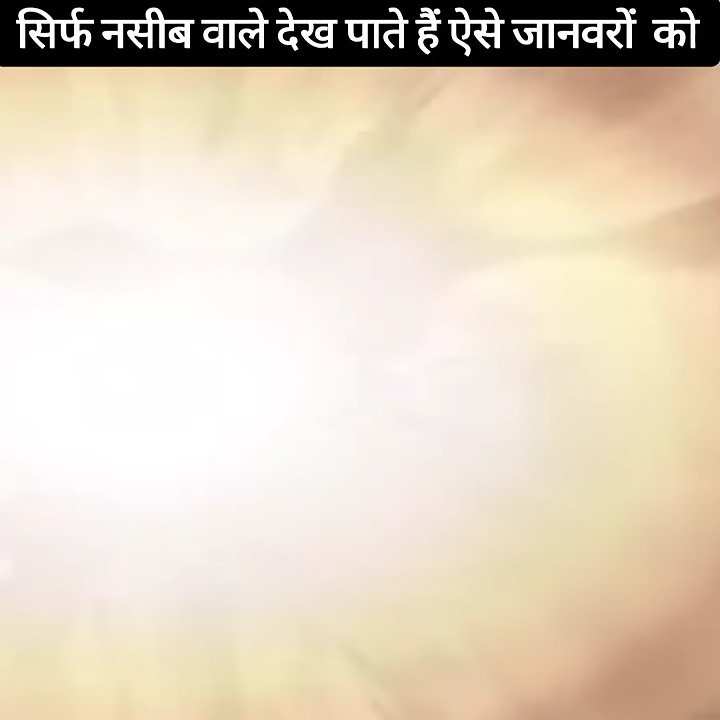 सिर्फ नसीब वाले देख पाते हैं ऐसे जानवरों को